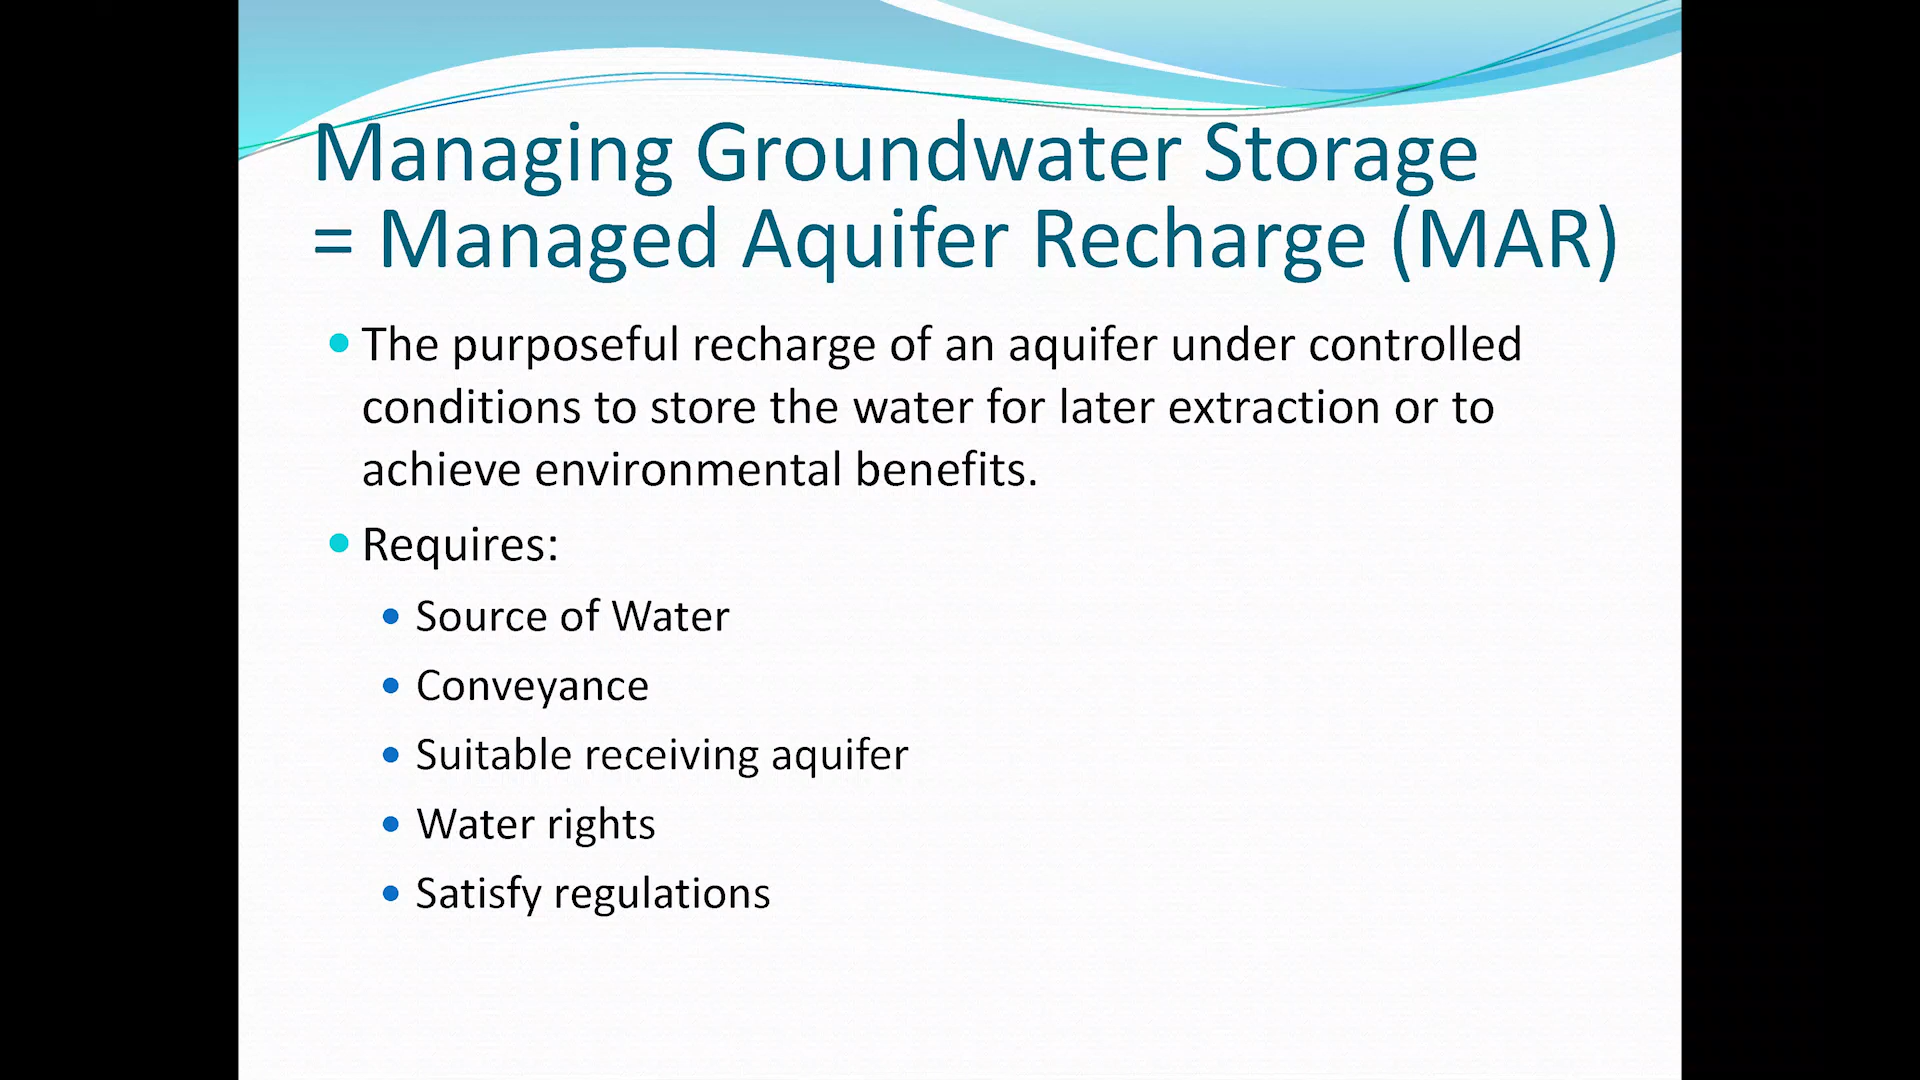 Managing Groundwater Storage
= Managed Aquifer Recharge (MAR)
• The purposeful recharge of an aquifer under controlled
conditions to store the water for later extraction or to
achieve environmental benefits.
• Requires:
• Source of Water
• Conveyance
• Suitable receiving aquifer
• Water rights
• Satisfy regulations